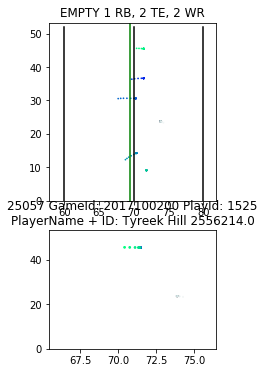 EMPTY 1 RB, 2 TE, 2 WR
50
40
30
20
10
0
60 65 70 75 80
25057 GameId: 2017100200 PlayId: 1525
PlayerName + ID: Tyreek Hill 2556214.0
40
20
0
67.5 70.0 72.5 75.0